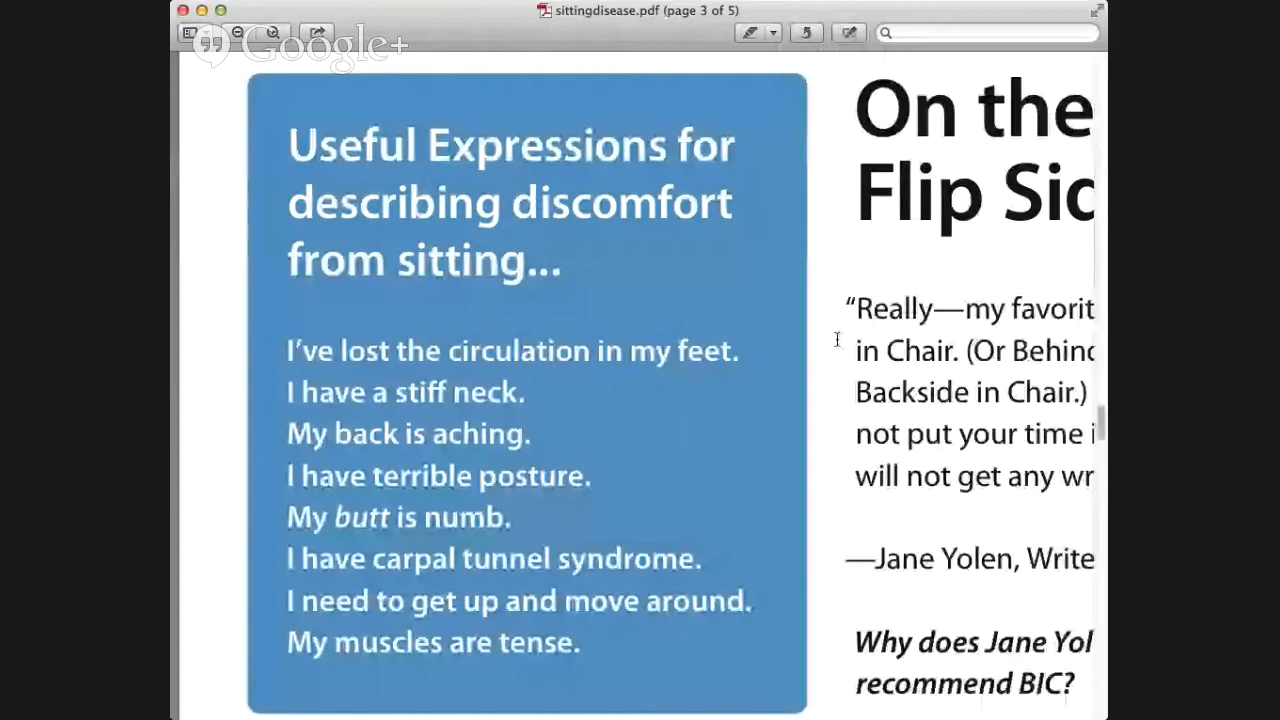 sittingdisease.pdf (page 3 of 5)
Google+
Useful Expressions for
describing discomfort
from sitting...
I've lost the circulation in my feet.
I have a stiff neck.
My back is aching.
I have terrible posture.
My butt is numb.
I have carpal tunnel syndrome.
I need to get up and move around.
My muscles are tense.
On the
Flip Sid
“Really—my favorit
in Chair. (Or Behind
Backside in Chair.)
not put your time i
will not get any wr
—Jane Yolen, Write
Why does Jane Yol
recommend BIC?